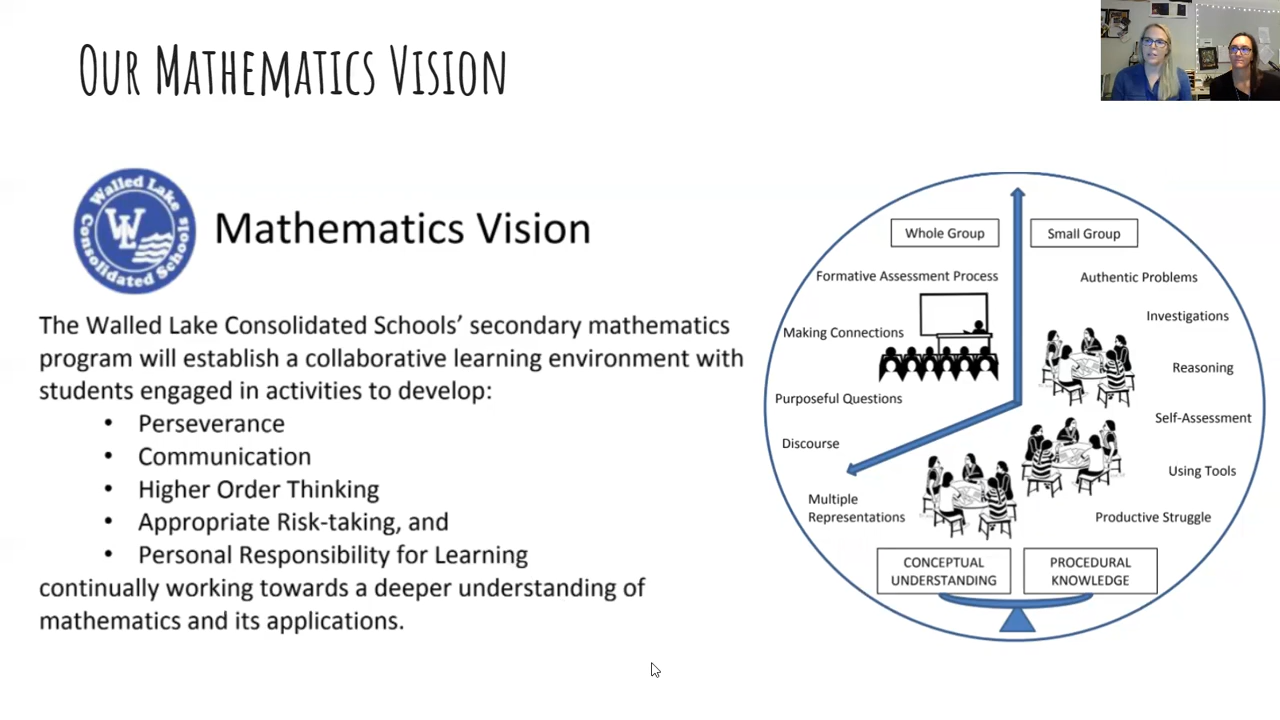 Our Mathematics Vision
Walled Lake
Consolidated Schools
WL
Mathematics Vision
The Walled Lake Consolidated Schools’ secondary mathematics
program will establish a collaborative learning environment with
students engaged in activities to develop:
• Perseverance
• Communication
• Higher Order Thinking
• Appropriate Risk-taking, and
• Personal Responsibility for Learning
continually working towards a deeper understanding of
mathematics and its applications.
Whole Group
Small Group
Formative Assessment Process
Authentic Problems
Making Connections
Investigations
Reasoning
Purposeful Questions
Self-Assessment
Discourse
Using Tools
Multiple
Representations
Productive Struggle
CONCEPTUAL
UNDERSTANDING
PROCEDURAL
KNOWLEDGE